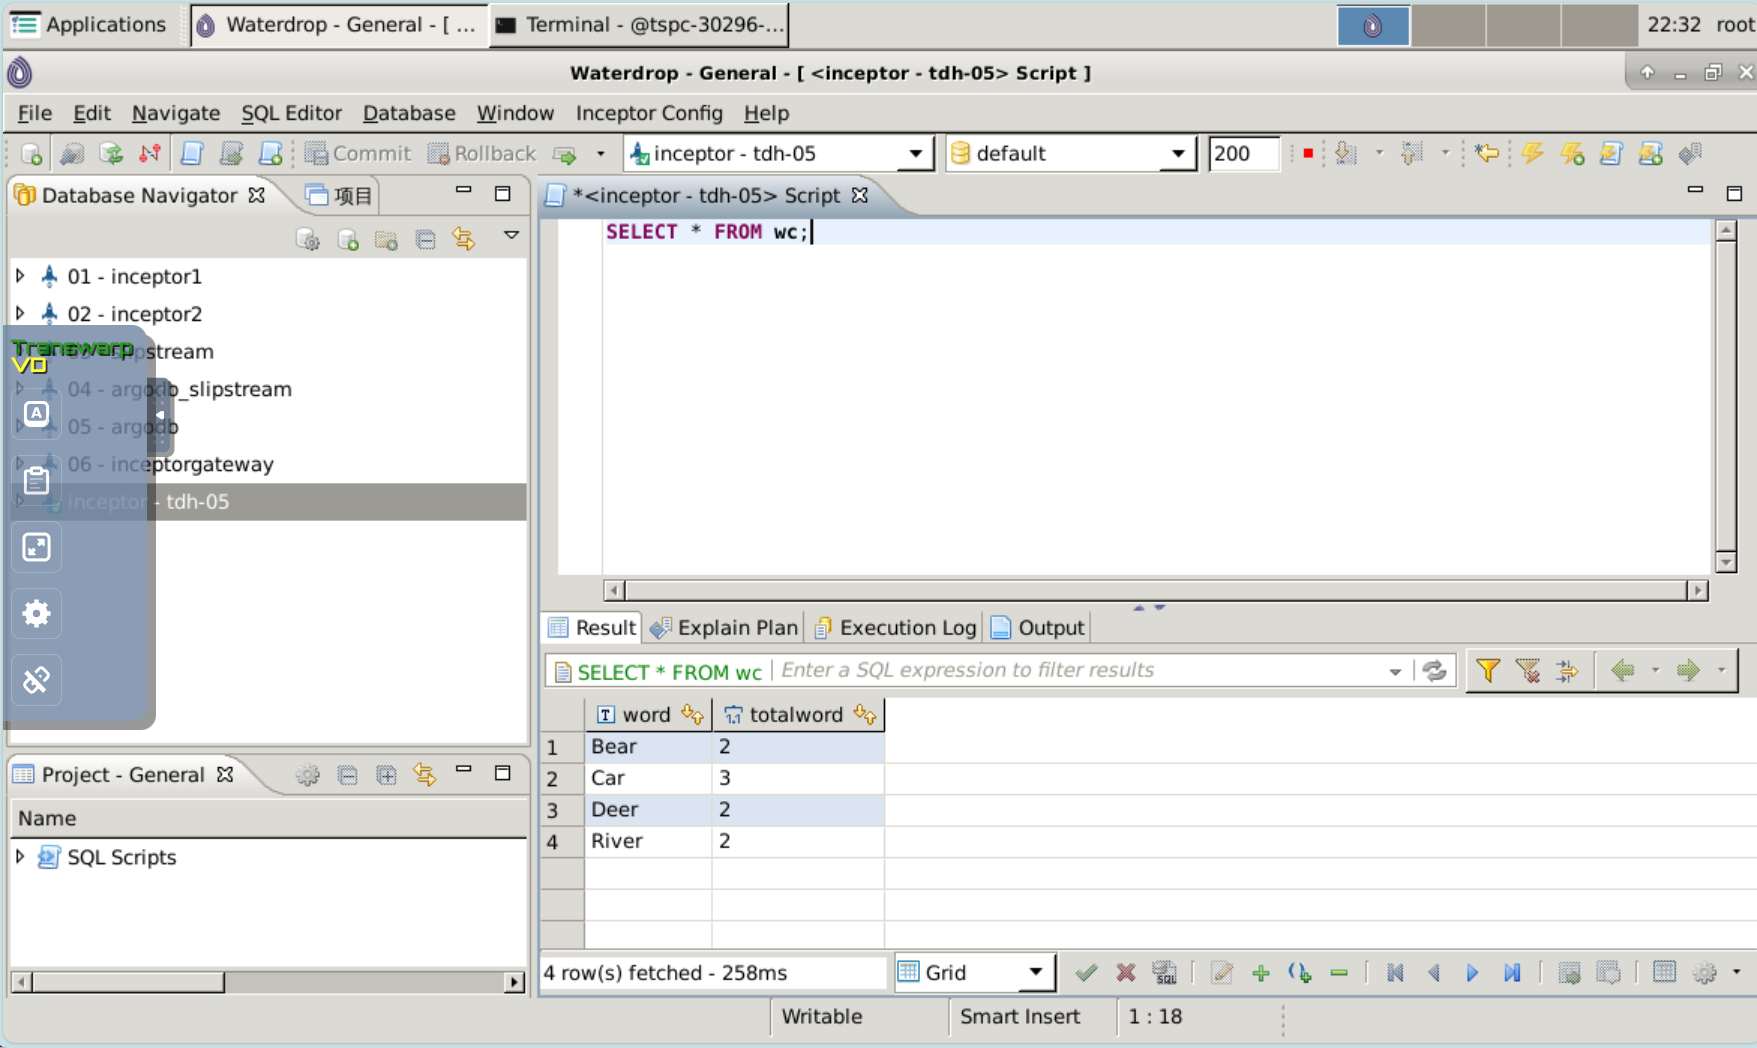 Applications
Waterdrop - General - [ ...
Terminal - @tspc-30296-...
22:32 root
Waterdrop - General - [ <inceptor - tdh-05> Script ]
File Edit Navigate SQL Editor Database Window Inceptor Config Help
Commit Rollback inceptor - tdh-05 default 200
Database Navigator 项目
*<inceptor - tdh-05> Script
SELECT * FROM wc;
01 - inceptor1
02 - inceptor2
Transwarp
VD
03 - slipstream
04 - argodb_slipstream
A
05 - argodb
06 - inceptorgateway
inceptor - tdh-05
Result Explain Plan Execution Log Output
SELECT * FROM wc Enter a SQL expression to filter results
word totalword
1 Bear 2
2 Car 3
3 Deer 2
4 River 2
Project - General
Name
SQL Scripts
4 row(s) fetched - 258ms
Grid
Writable Smart Insert 1 : 18